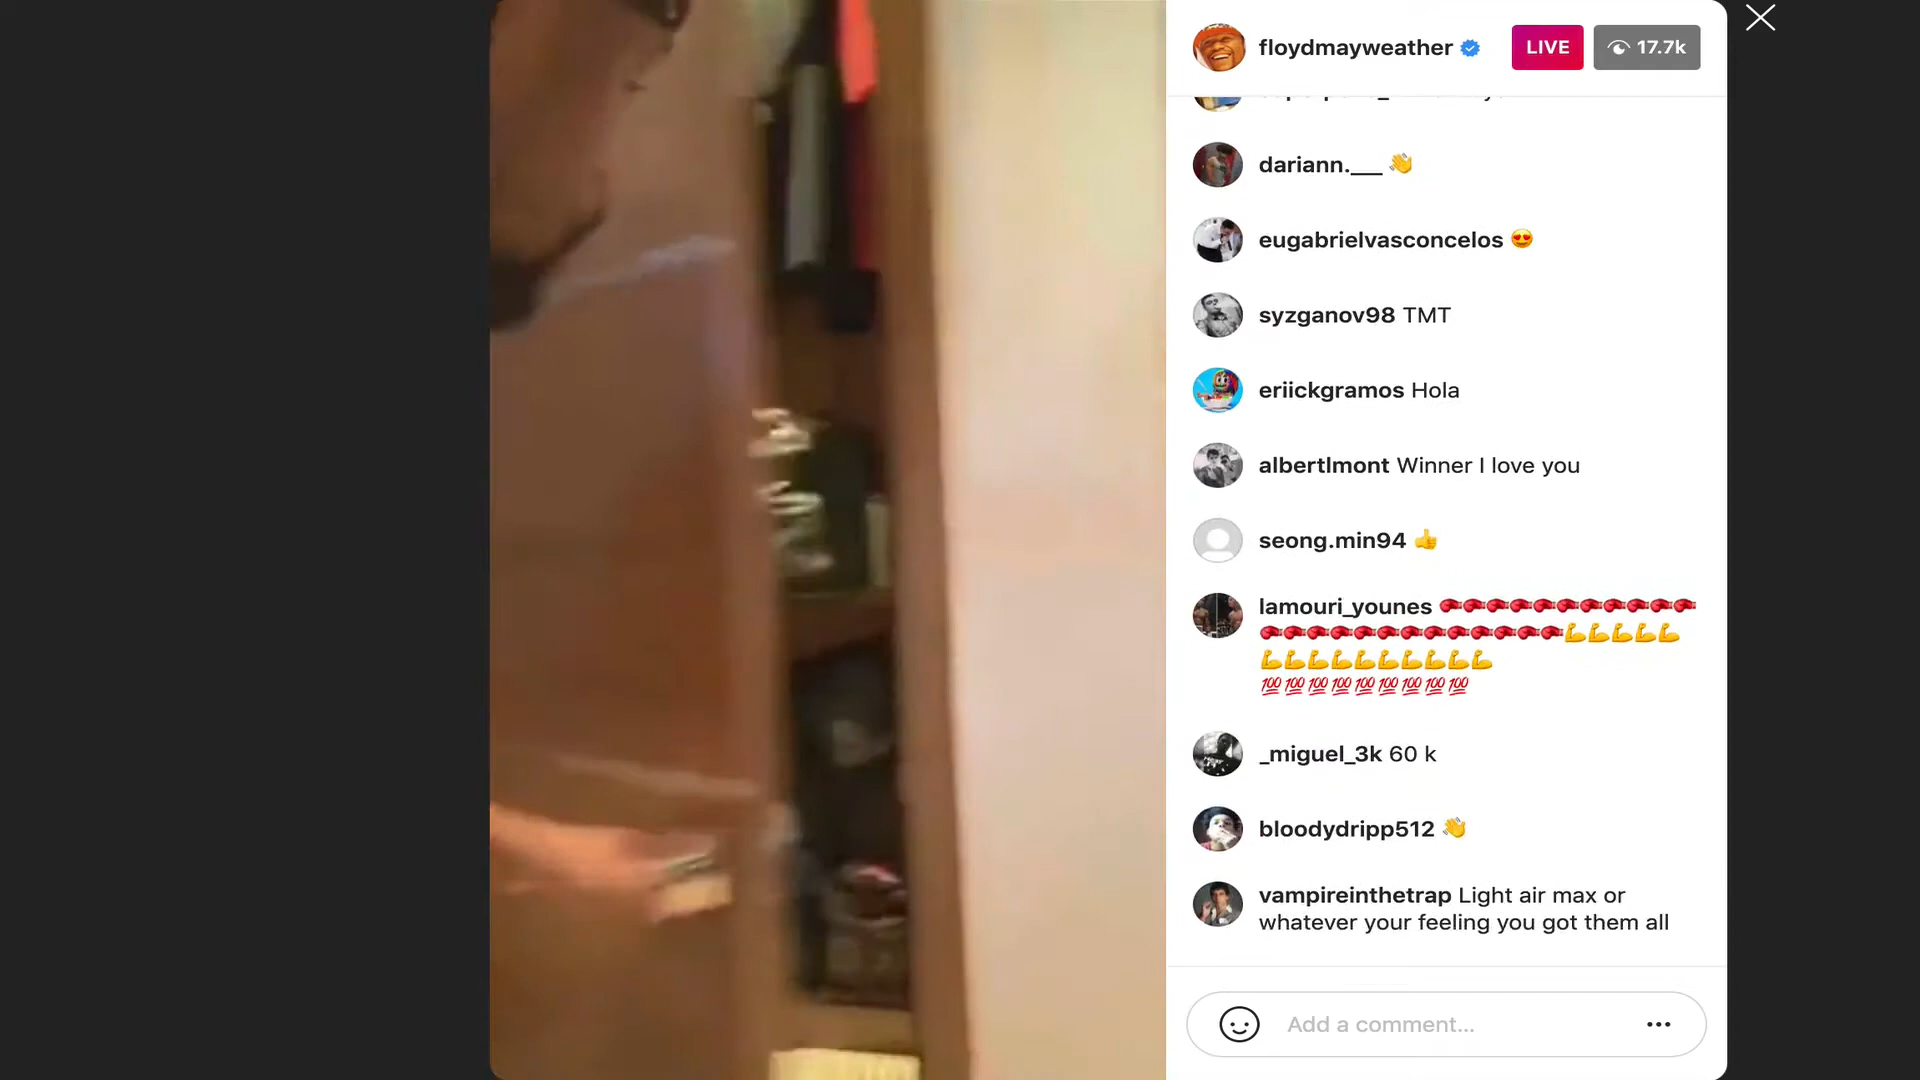 floydmayweather LIVE 17.7k
dariann.___ 👋
eugabrielvasconcelos 😍
syzganov98 TMT
eriickgramos Hola
albertlmont Winner I love you
seong.min94 👍
lamouri_younes 🥊🥊🥊🥊🥊🥊🥊🥊🥊🥊🥊
🥊🥊🥊🥊🥊🥊🥊🥊🥊🥊🥊🥊🥊💪💪💪💪💪
💪💪💪💪💪💪💪💪💪💪
💯💯💯💯💯💯💯💯💯
_miguel_3k 60 k
bloodydripp512 👋
vampireinthetrap Light air max or
whatever your feeling you got them all
Add a comment...